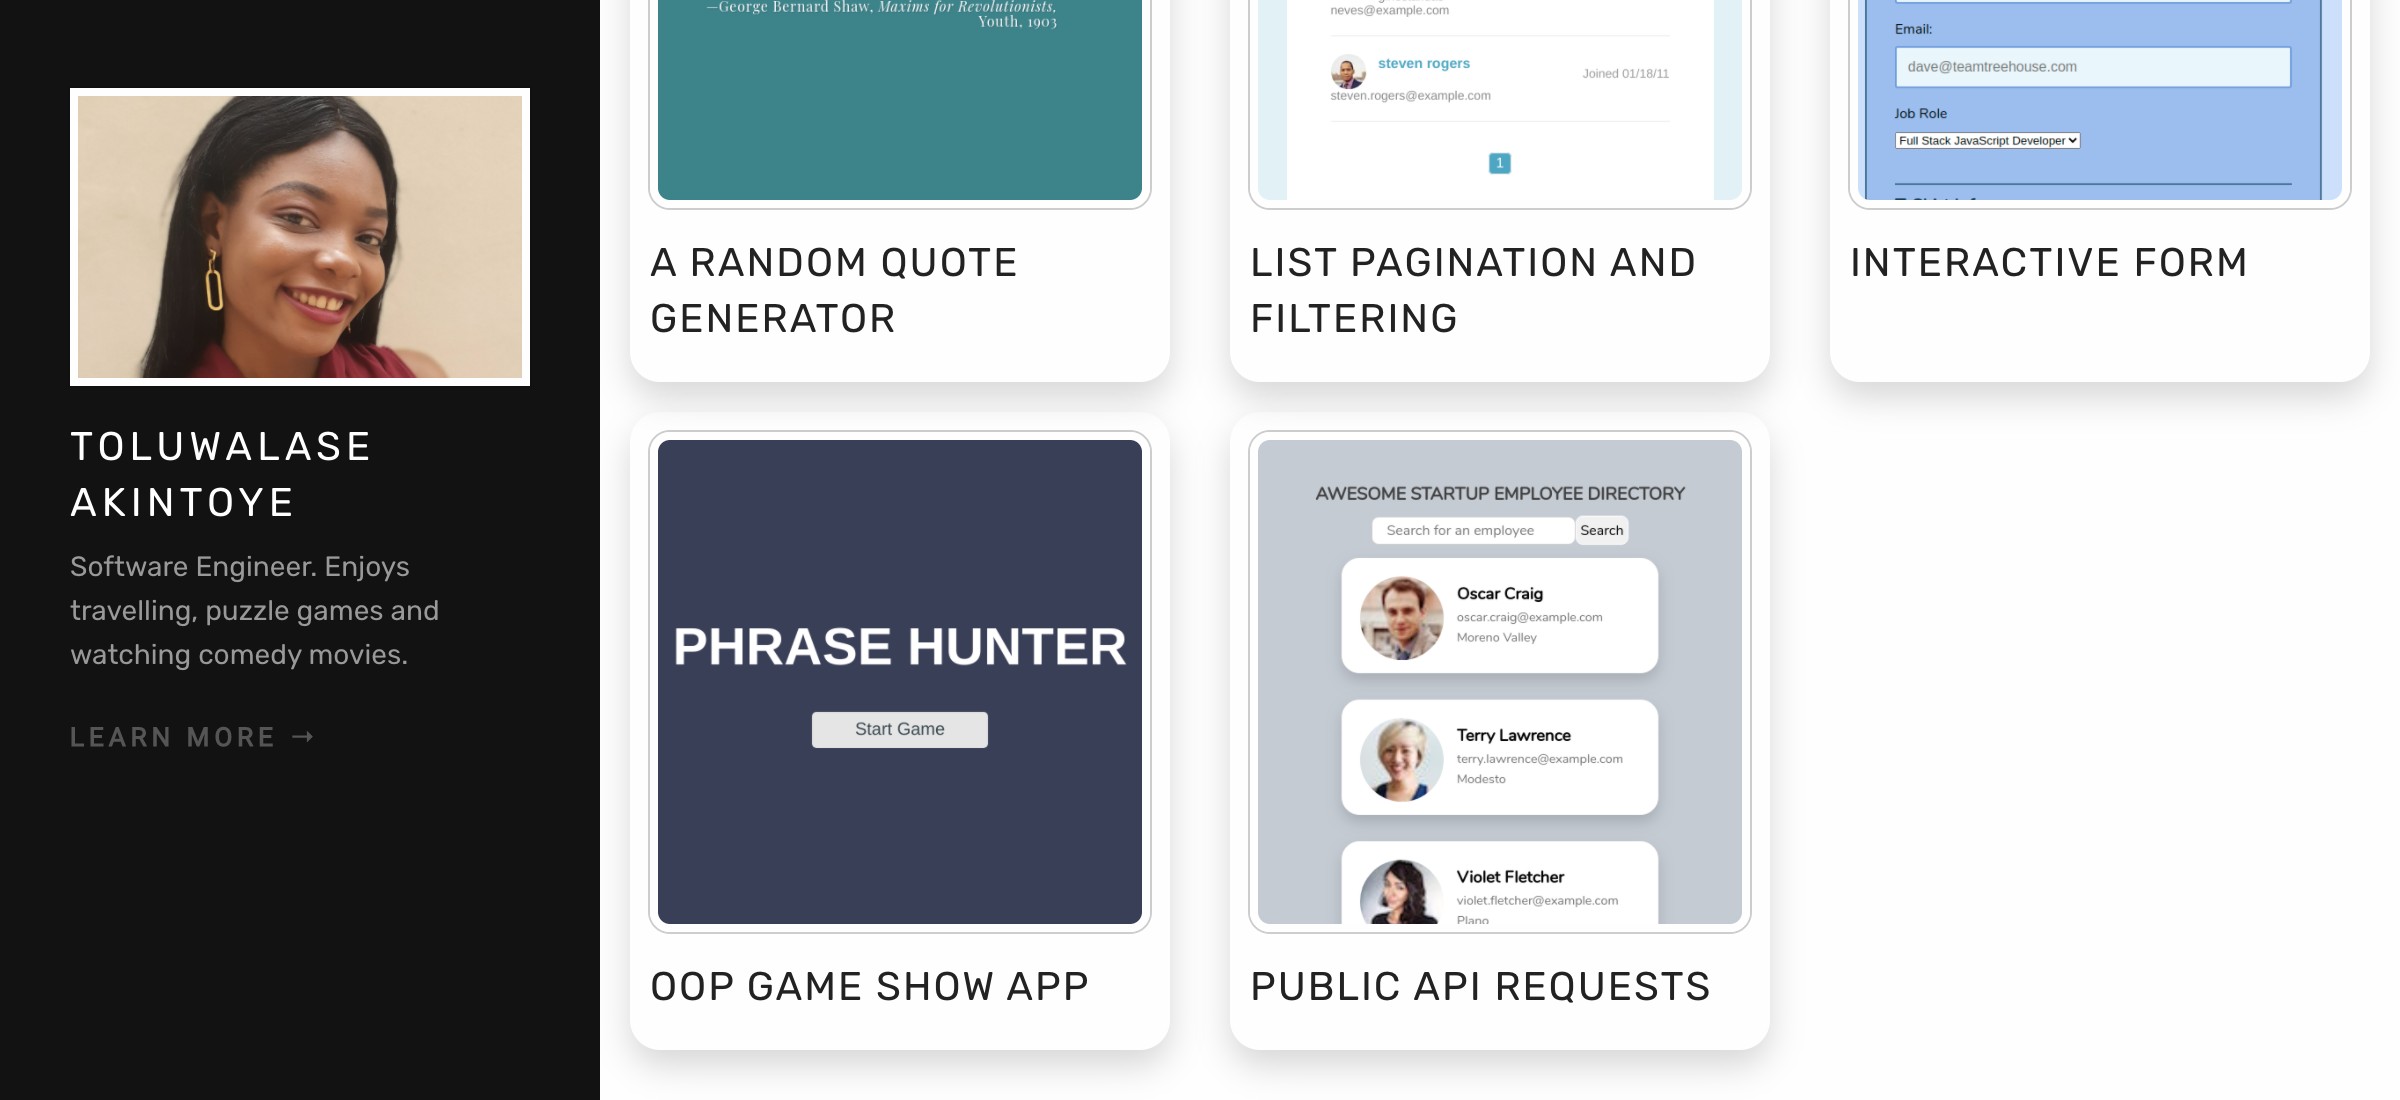 TOLUWALASE
AKINTOYE
Software Engineer. Enjoys
travelling, puzzle games and
watching comedy movies.
LEARN MORE →
—George Bernard Shaw, Maxims for Revolutionists,
Youth, 1903
A RANDOM QUOTE
GENERATOR
neves@example.com
steven rogers
Joined 01/18/11
steven.rogers@example.com
1
LIST PAGINATION AND
FILTERING
Email:
dave@teamtreehouse.com
Job Role
Full Stack JavaScript Developer
INTERACTIVE FORM
PHRASE HUNTER
Start Game
OOP GAME SHOW APP
AWESOME STARTUP EMPLOYEE DIRECTORY
Search for an employee
Search
Oscar Craig
oscar.craig@example.com
Moreno Valley
Terry Lawrence
terry.lawrence@example.com
Modesto
Violet Fletcher
violet.fletcher@example.com
Plano
PUBLIC API REQUESTS